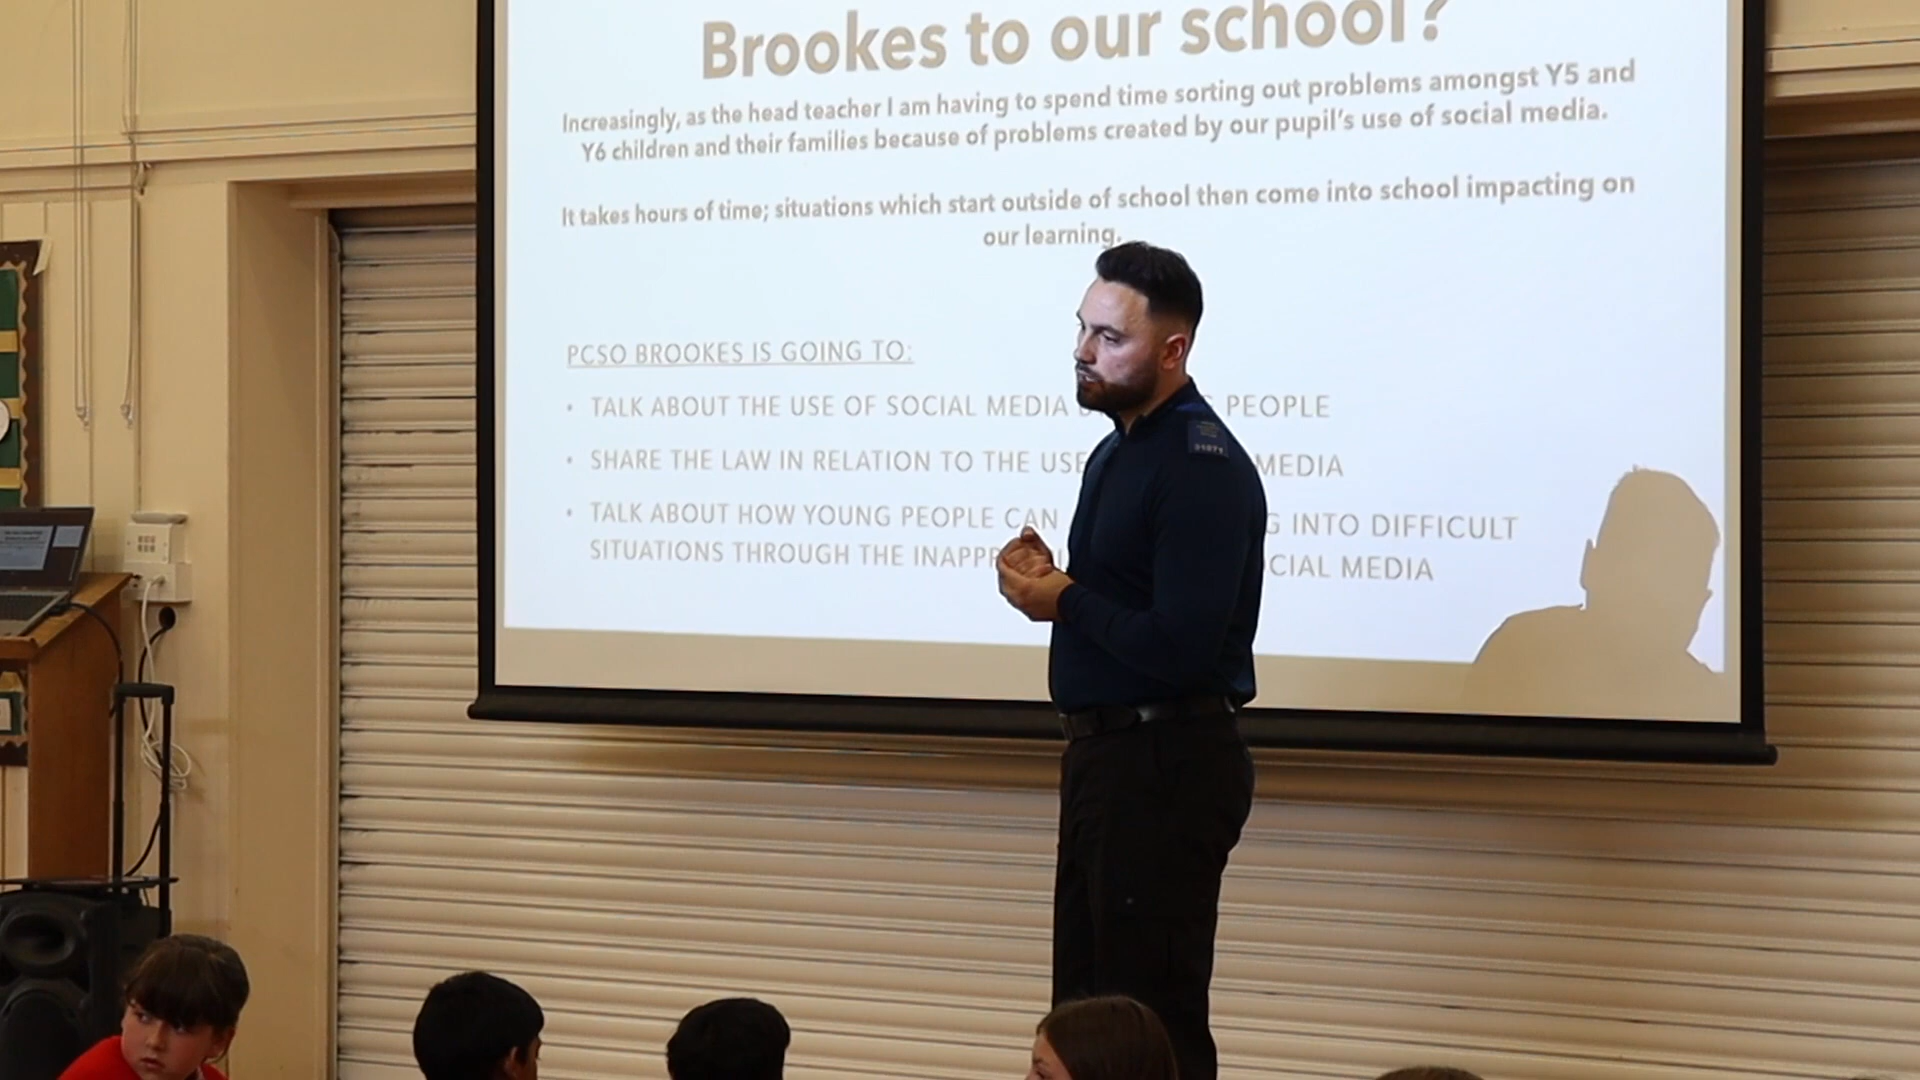 Brookes to our school?
Increasingly, as the head teacher I am having to spend time sorting out problems amongst Y5 and
Y6 children and their families because of problems created by our pupil's use of social media.
It takes hours of time; situations which start outside of school then come into school impacting on
our learning.
PCSO BROOKES IS GOING TO:
• TALK ABOUT THE USE OF SOCIAL MEDIA PEOPLE
• SHARE THE LAW IN RELATION TO THE USE MEDIA
• TALK ABOUT HOW YOUNG PEOPLE CAN INTO DIFFICULT
SITUATIONS THROUGH THE MEDIA